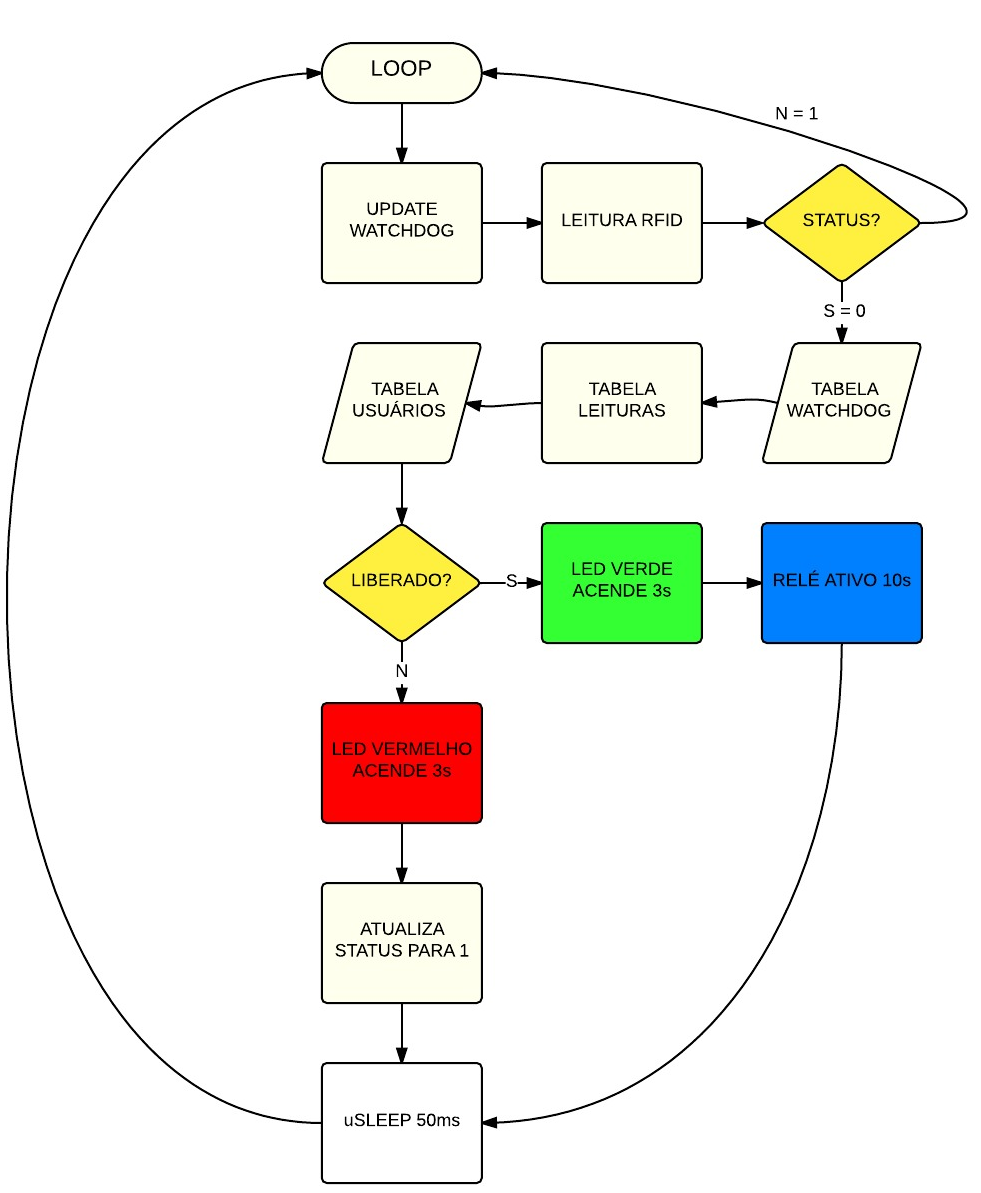 LOOP
N = 1
UPDATE
WATCHDOG
LEITURA RFID
STATUS?
S = 0
TABELA
USUÁRIOS
TABELA
LEITURAS
TABELA
WATCHDOG
LIBERADO?
S
LED VERDE
ACENDE 3s
RELÉ ATIVO 10s
N
LED VERMELHO
ACENDE 3s
ATUALIZA
STATUS PARA 1
uSLEEP 50ms